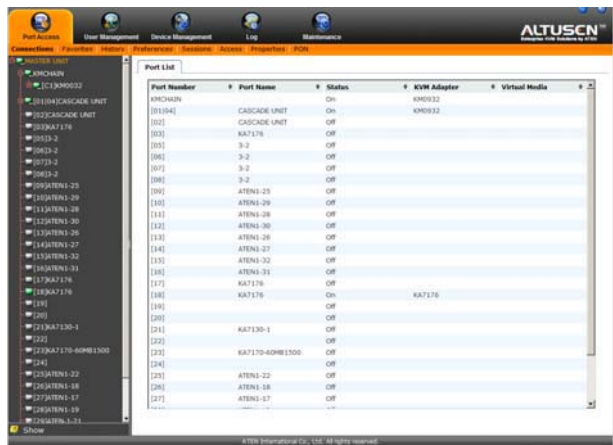 ALTUSCN
Enterprise KVM Solutions by ATEN
Port Access User Management Device Management Log Maintenance
Connections Favorites History Preferences Sessions Access Properties PON
MASTER UNIT
KMCHAIN
[C1]KM0032
[01|04]CASCADE UNIT
[02]CASCADE UNIT
[03]KA7176
[05]3-2
[06]3-2
[07]3-2
[08]3-2
[09]ATEN1-25
[10]ATEN1-29
[11]ATEN1-28
[12]ATEN1-30
[13]ATEN1-26
[14]ATEN1-27
[15]ATEN1-32
[16]ATEN1-31
[17]KA7176
[18]KA7176
[19]
[20]
[21]KA7130-1
[22]
[23]KA7170-60MB1500
[24]
[25]ATEN1-22
[26]ATEN1-18
[27]ATEN1-17
[28]ATEN1-19
[29]ATEN-1-21
Show
Port List
Port Number Port Name Status KVM Adapter Virtual Media
KMCHAIN On KM0932
[01|04] CASCADE UNIT On KM0932
[02] CASCADE UNIT Off
[03] KA7176 Off
[05] 3-2 Off
[06] 3-2 Off
[07] 3-2 Off
[08] 3-2 Off
[09] ATEN1-25 Off
[10] ATEN1-29 Off
[11] ATEN1-28 Off
[12] ATEN1-30 Off
[13] ATEN1-26 Off
[14] ATEN1-27 Off
[15] ATEN1-32 Off
[16] ATEN1-31 Off
[17] KA7176 Off
[18] KA7176 On KA7176
[19] Off
[20] Off
[21] KA7130-1 Off
[22] Off
[23] KA7170-60MB1500 Off
[24] Off
[25] ATEN1-22 Off
[26] ATEN1-18 Off
[27] ATEN1-17 Off
ATEN International Co., Ltd. All rights reserved.